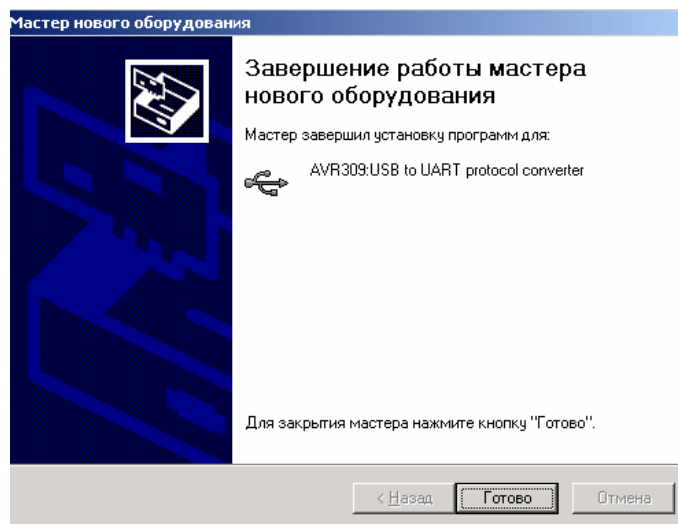 Мастер нового оборудования
Завершение работы мастера
нового оборудования
Мастер завершил установку программ для:
AVR309:USB to UART protocol converter
Для закрытия мастера нажмите кнопку "Готово".
< Назад
Готово
Отмена